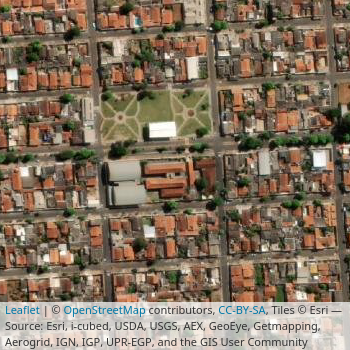 Leaflet | © OpenStreetMap contributors, CC-BY-SA, Tiles © Esri —
Source: Esri, i-cubed, USDA, USGS, AEX, GeoEye, Getmapping,
Aerogrid, IGN, IGP, UPR-EGP, and the GIS User Community